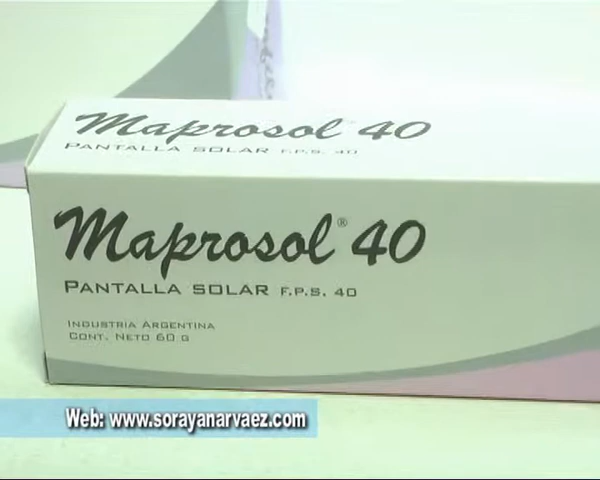 Maprosol 40
PANTALLA SOLAR F.P.S. 40
Maprosol® 40
PANTALLA SOLAR F.P.S. 40
INDUSTRIA ARGENTINA
CONT. NETO 60 G
Web: www.sorayanarvaez.com